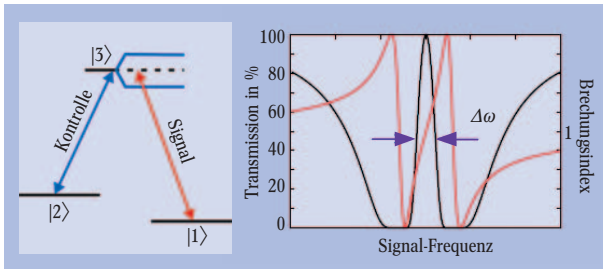 |3⟩
Kontrolle
Signal
|2⟩
|1⟩
Transmission in %
100
80
60
40
20
0
Δω
1
Brechungsindex
Signal-Frequenz